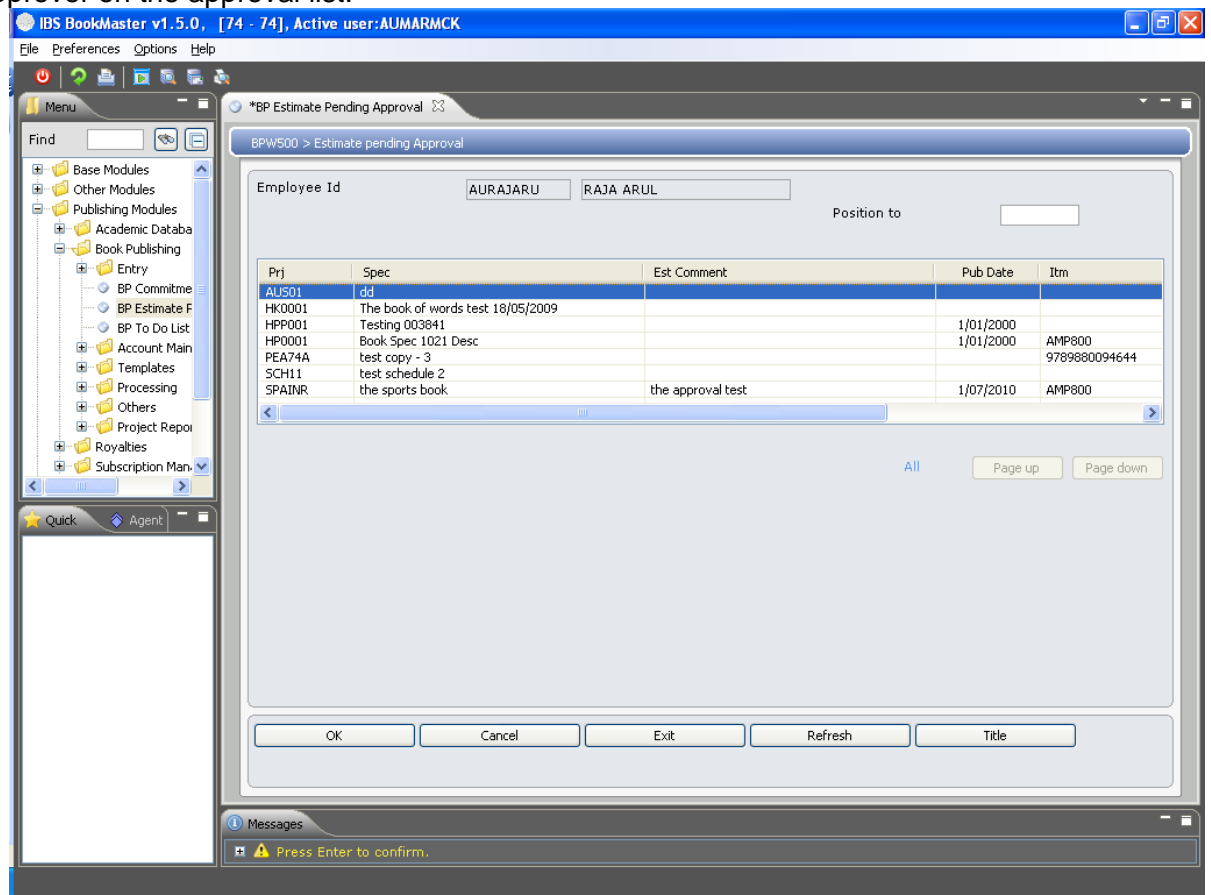 prover on the approval list.
IBS BookMaster v1.5.0, [74 - 74], Active user:AUMARMCK
File Preferences Options Help
Menu
*BP Estimate Pending Approval
Find
BPW500 > Estimate pending Approval
Base Modules
Other Modules
Publishing Modules
Academic Databa
Book Publishing
Entry
BP Commitme
BP Estimate P
BP To Do List
Account Main
Templates
Processing
Others
Project Repor
Royalties
Subscription Man
Employee Id AURAJARU RAJA ARUL
Position to
Prj Spec Est Comment Pub Date Itm
AUS01 dd
HK0001 The book of words test 18/05/2009
HPP001 Testing 003841 1/01/2000
HP0001 Book Spec 1021 Desc 1/01/2000 AMP800
PEA74A test copy - 3 9789880094644
SCH11 test schedule 2
SPAINR the sports book the approval test 1/07/2010 AMP800
All Page up Page down
Quick Agent
OK Cancel Exit Refresh Title
Messages
Press Enter to confirm.